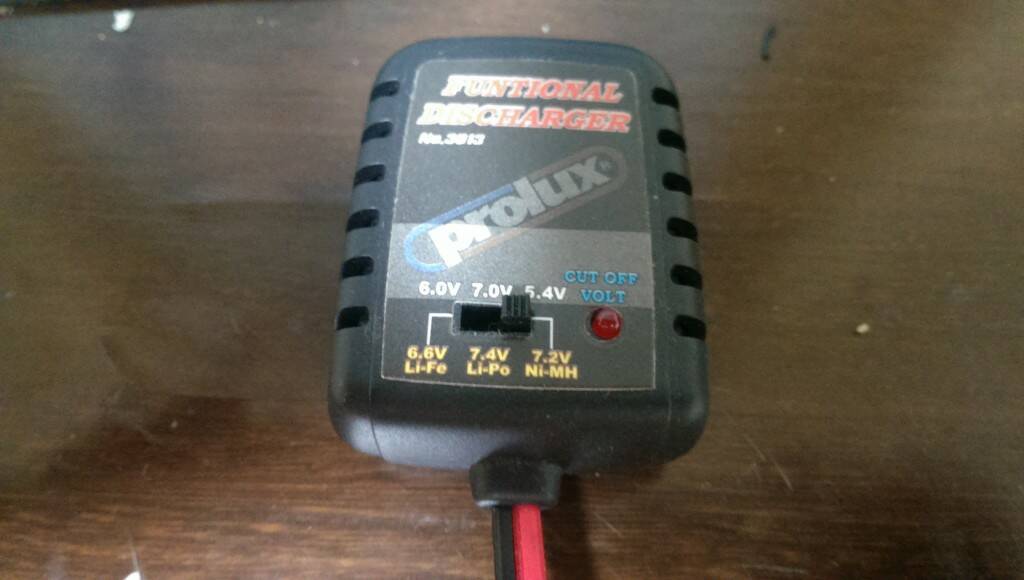 FUNTIONAL
DISCHARGER
No.3013
prolux®
CUT OFF
VOLT
6.0V 7.0V 5.4V
6.6V 7.4V 7.2V
Li-Fe Li-Po Ni-MH